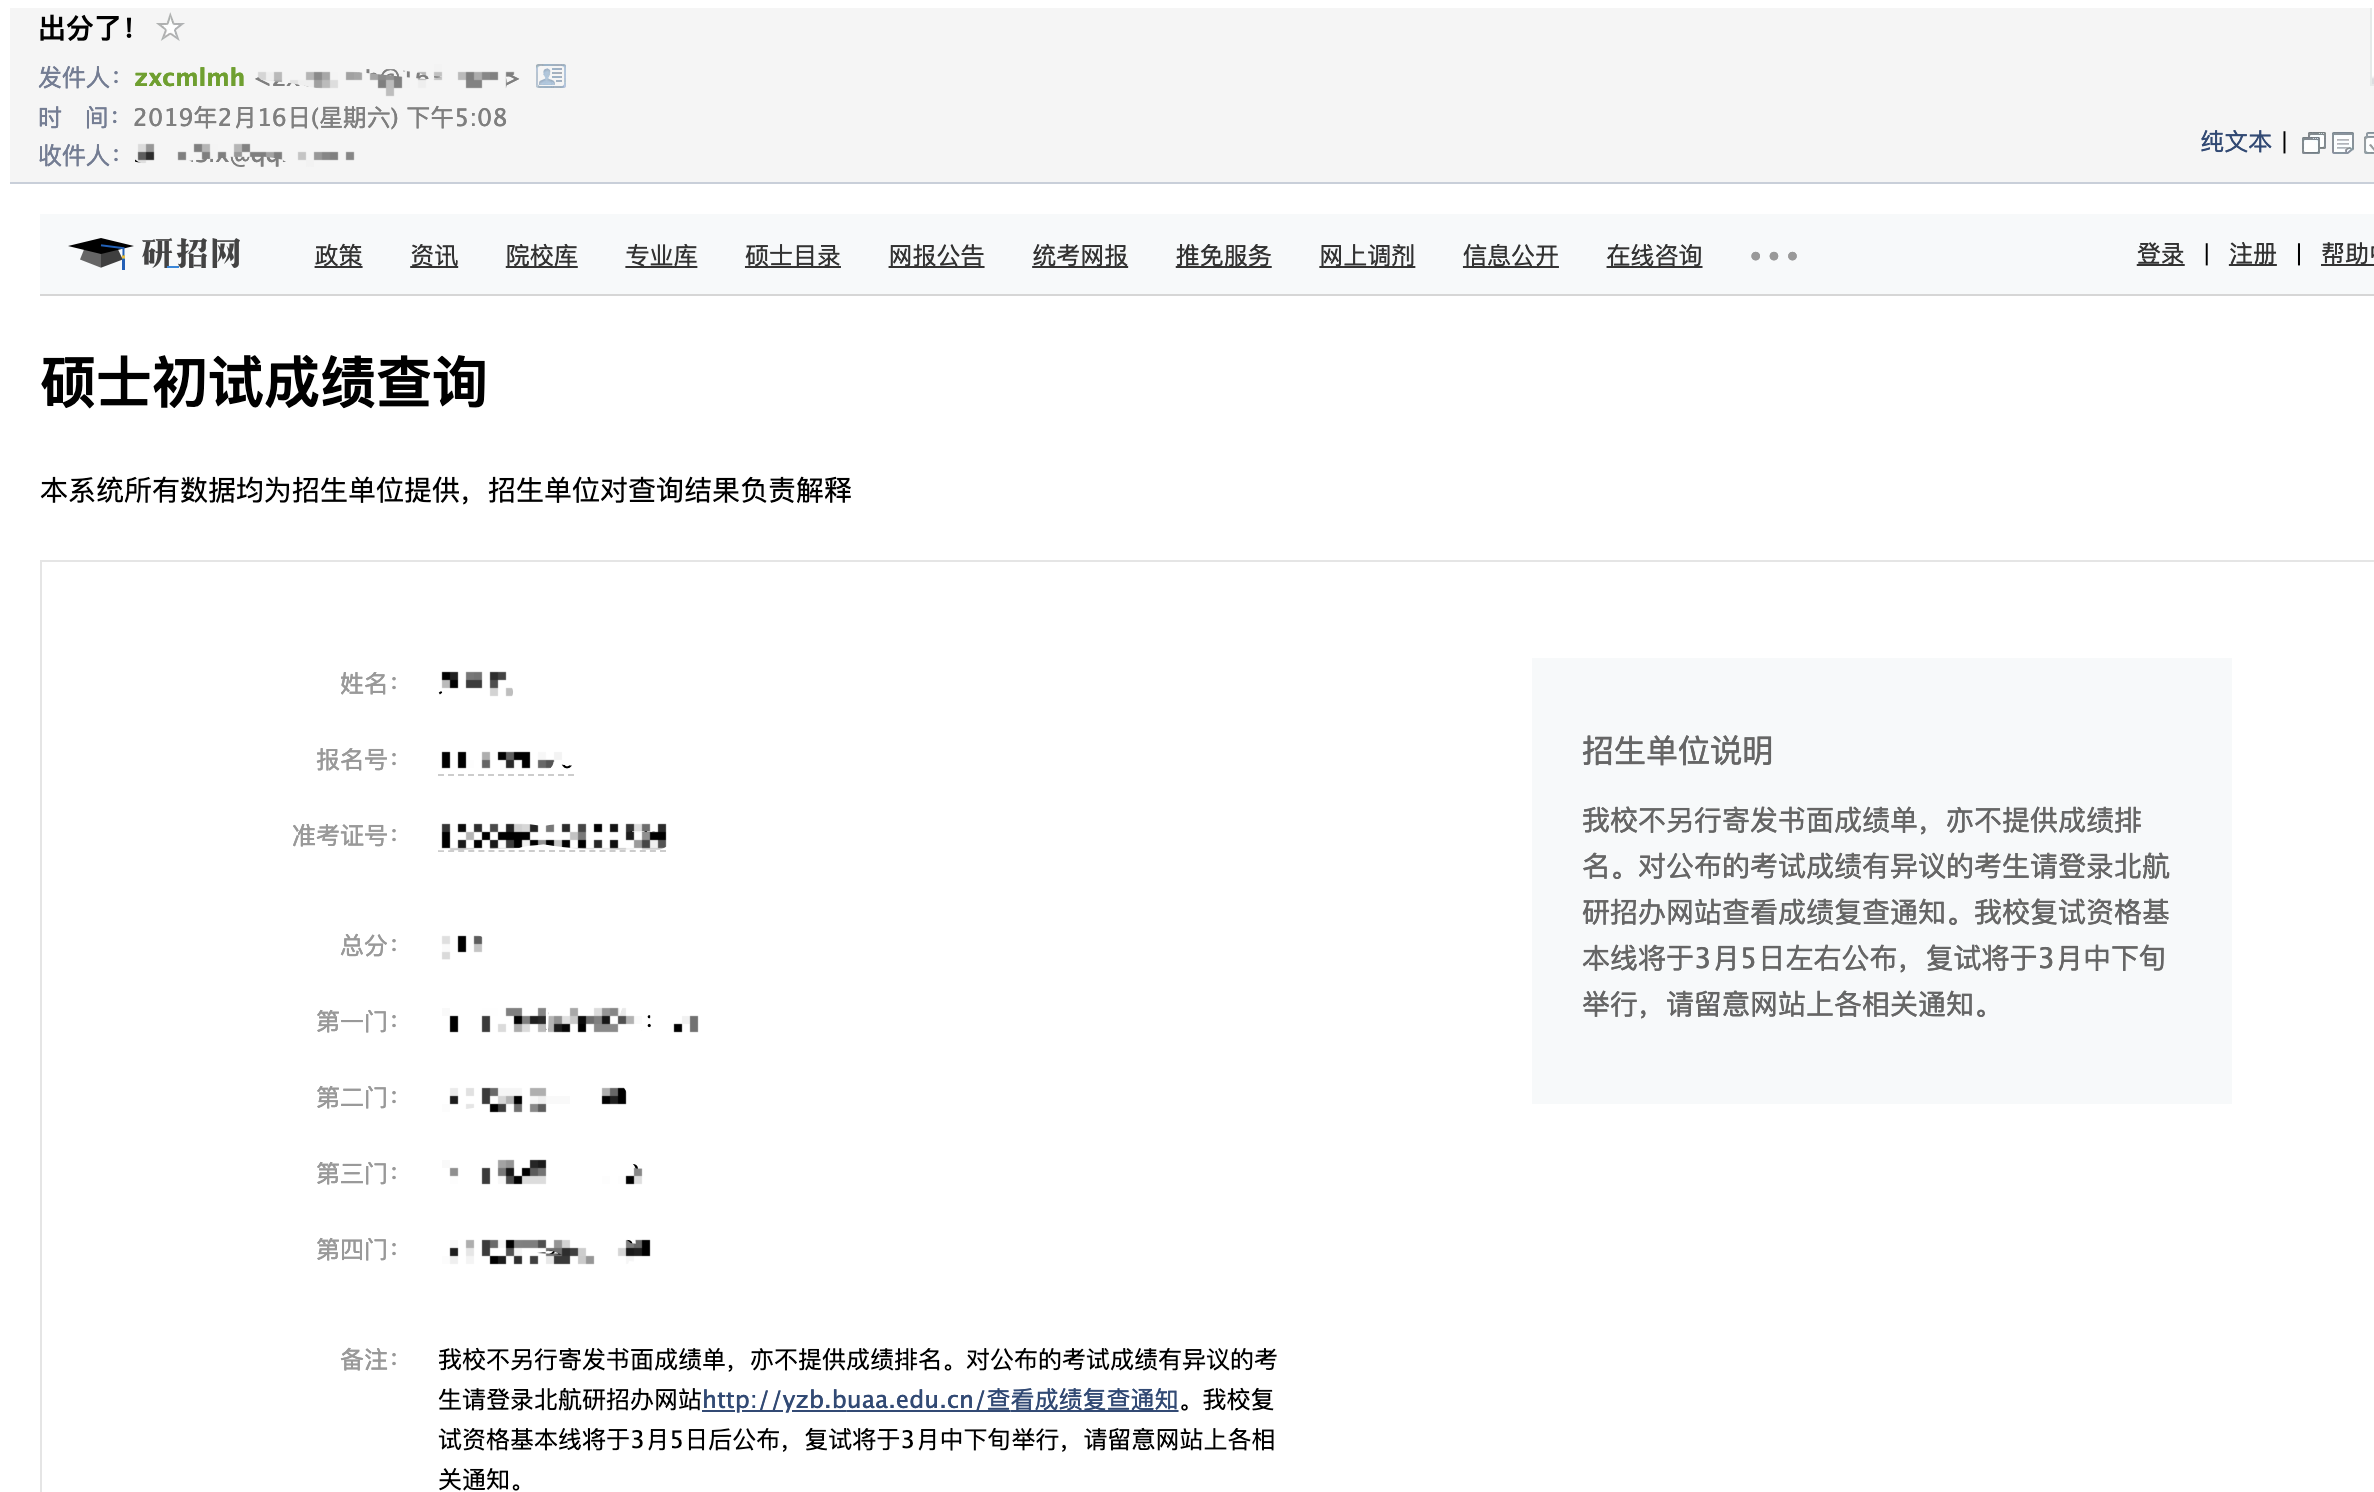 出分了！
发件人：zxcmlmh
时 间：2019年2月16日(星期六) 下午5:08
收件人：
纯文本 |
研招网 政策 资讯 院校库 专业库 硕士目录 网报公告 统考网报 推免服务 网上调剂 信息公开 在线咨询 ••• 登录 | 注册 | 帮助
硕士初试成绩查询
本系统所有数据均为招生单位提供，招生单位对查询结果负责解释
姓名：
报名号：
准考证号：
总分：
第一门：
第二门：
第三门：
第四门：
备注： 我校不另行寄发书面成绩单，亦不提供成绩排名。对公布的考试成绩有异议的考
生请登录北航研招办网站http://yzb.buaa.edu.cn/查看成绩复查通知。我校复
试资格基本线将于3月5日后公布，复试将于3月中下旬举行，请留意网站上各相
关通知。
招生单位说明
我校不另行寄发书面成绩单，亦不提供成绩排
名。对公布的考试成绩有异议的考生请登录北航
研招办网站查看成绩复查通知。我校复试资格基
本线将于3月5日左右公布，复试将于3月中下旬
举行，请留意网站上各相关通知。